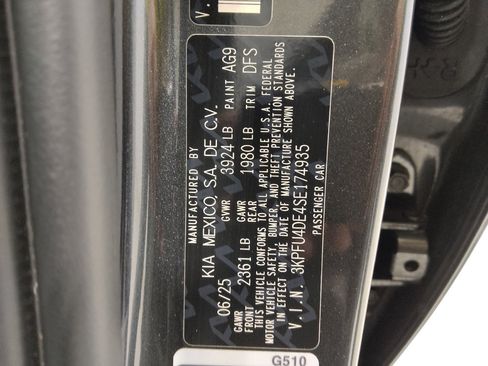 MANUFACTURED BY
KIA MEXICO, S.A. DE C.V.
06/25 GVWR 3924 LB PAINT AG9
GAWR FRONT 2361 LB GAWR REAR 1980 LB TRIM DFS
THIS VEHICLE CONFORMS TO ALL APPLICABLE U.S.A. FEDERAL
MOTOR VEHICLE SAFETY, BUMPER, AND THEFT PREVENTION STANDARDS
IN EFFECT ON THE DATE OF MANUFACTURE SHOWN ABOVE.
V.I.N. 3KPFU4DE4SE174935
PASSENGER CAR
G510
V.I